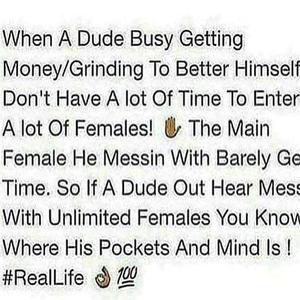 When A Dude Busy Getting
Money/Grinding To Better Himself
Don't Have A lot Of Time To Enter
A lot Of Females! ✋🏾 The Main
Female He Messin With Barely Ge
Time. So If A Dude Out Hear Mess
With Unlimited Females You Know
Where His Pockets And Mind Is !
#RealLife 👌🏾 💯